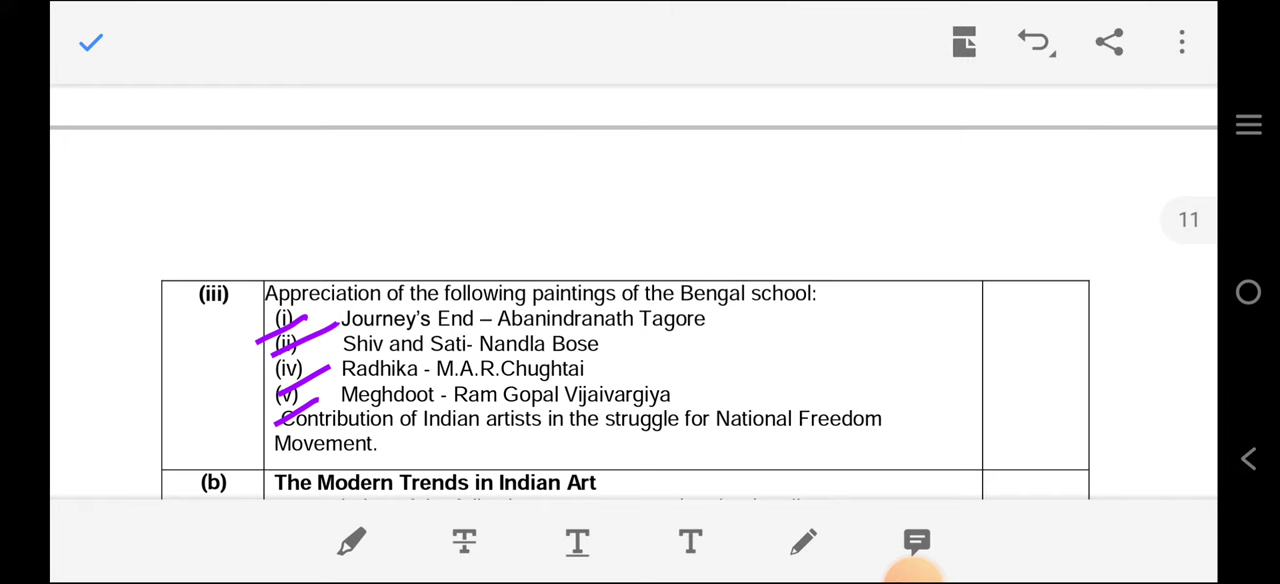 11
(iii) Appreciation of the following paintings of the Bengal school:
(i) Journey's End – Abanindranath Tagore
(ii) Shiv and Sati- Nandla Bose
(iv) Radhika - M.A.R.Chughtai
(v) Meghdoot - Ram Gopal Vijaivargiya
Contribution of Indian artists in the struggle for National Freedom
Movement.
(b) The Modern Trends in Indian Art
T T T